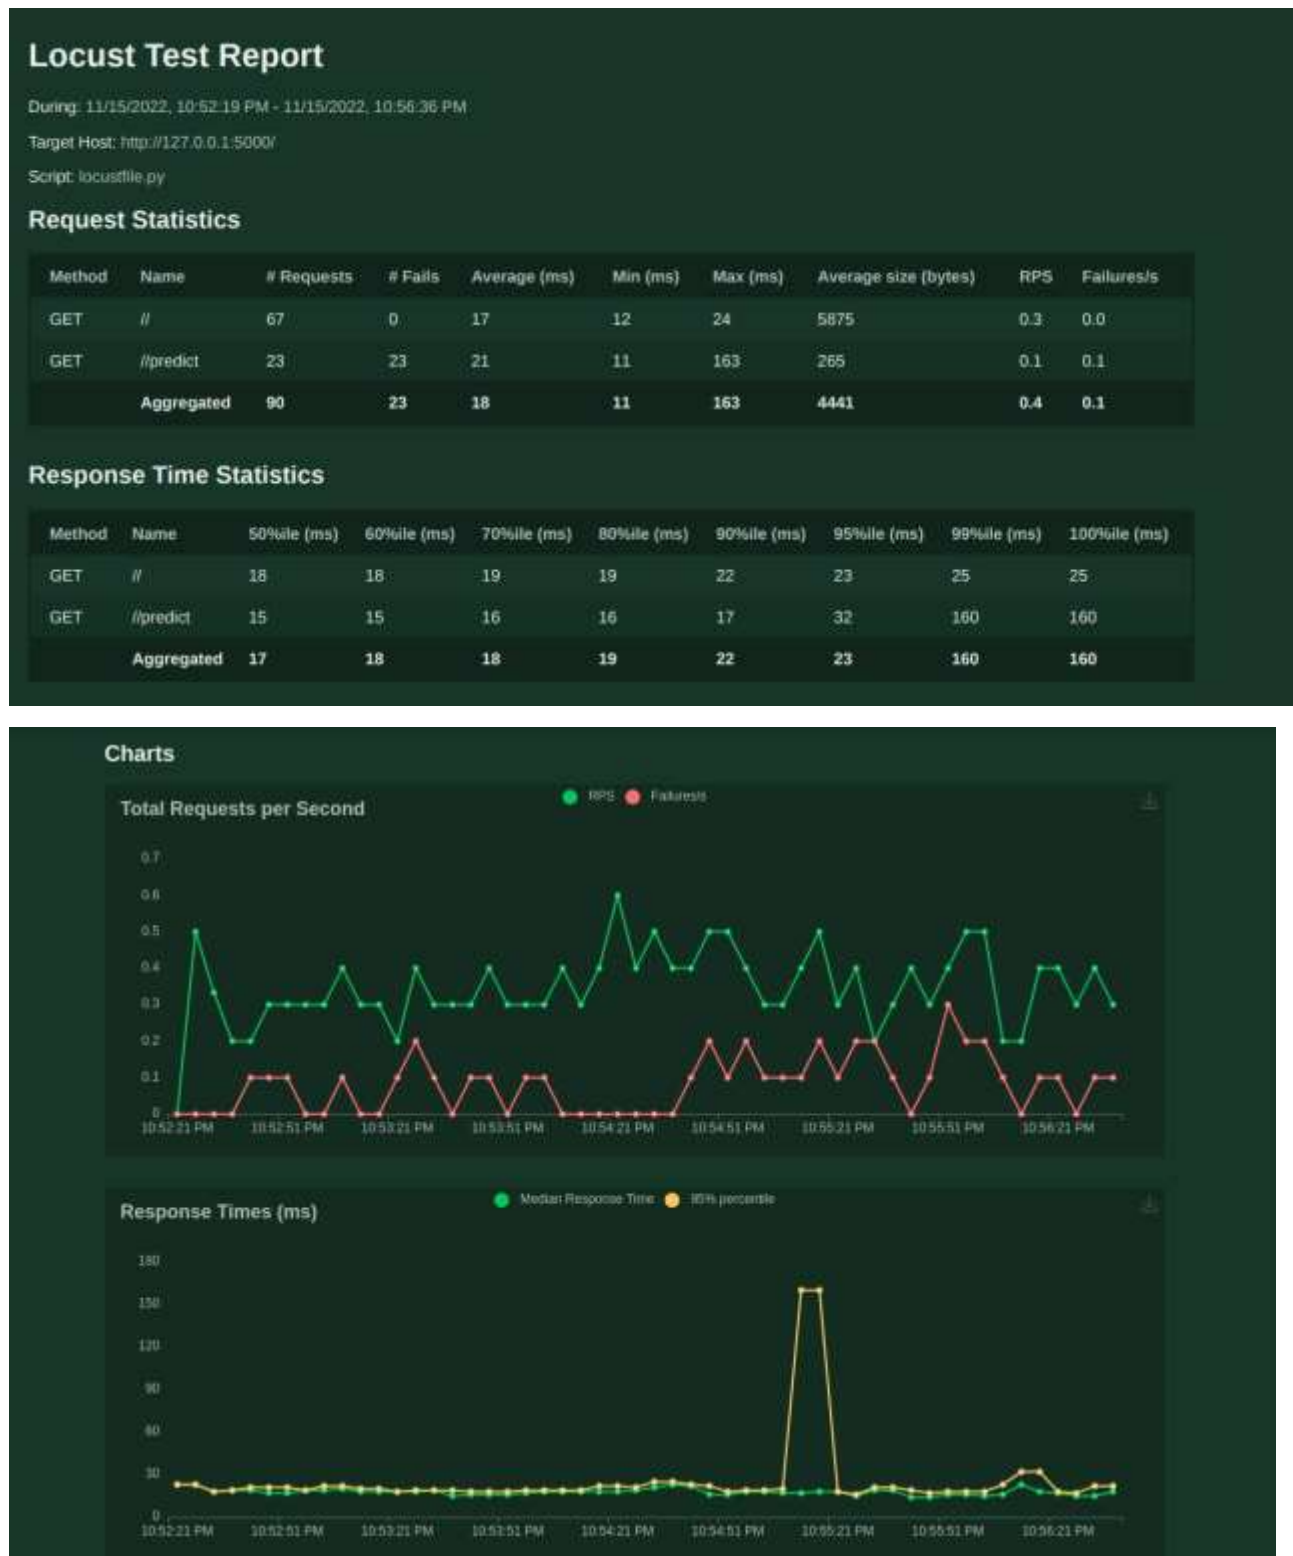 Locust Test Report
During: 11/15/2022, 10:52:19 PM - 11/15/2022, 10:56:36 PM
Target Host: http://127.0.0.1:5000/
Script: locustfile.py
Request Statistics
Method Name # Requests # Fails Average (ms) Min (ms) Max (ms) Average size (bytes) RPS Failures/s
GET // 67 0 17 12 24 5875 0.3 0.0
GET //predict 23 23 21 11 163 265 0.1 0.1
Aggregated 90 23 18 11 163 4441 0.4 0.1
Response Time Statistics
Method Name 50%ile (ms) 60%ile (ms) 70%ile (ms) 80%ile (ms) 90%ile (ms) 95%ile (ms) 99%ile (ms) 100%ile (ms)
GET // 18 18 19 19 22 23 25 25
GET //predict 15 15 16 16 17 32 160 160
Aggregated 17 18 18 19 22 23 160 160
Charts
RPS Failures/s
Total Requests per Second
0.7
0.6
0.5
0.4
0.3
0.2
0.1
0
10:52:21 PM 10:52:51 PM 10:53:21 PM 10:53:51 PM 10:54:21 PM 10:54:51 PM 10:55:21 PM 10:55:51 PM 10:56:21 PM
Median Response Time 95% percentile
Response Times (ms)
180
150
120
90
60
30
0
10:52:21 PM 10:52:51 PM 10:53:21 PM 10:53:51 PM 10:54:21 PM 10:54:51 PM 10:55:21 PM 10:55:51 PM 10:56:21 PM